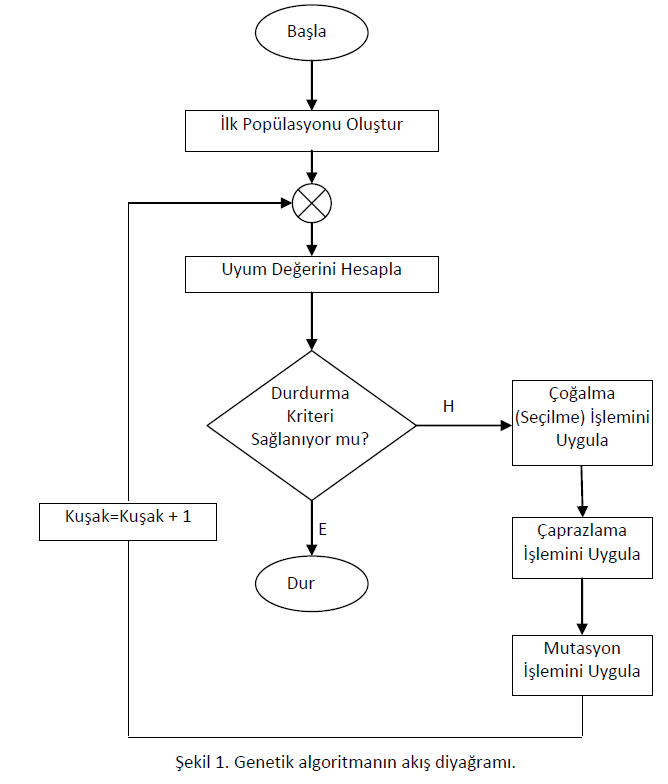 Başla
İlk Popülasyonu Oluştur
Uyum Değerini Hesapla
Durdurma
Kriteri
Sağlanıyor mu?
H
Çoğalma
(Seçilme) İşlemini
Uygula
Kuşak=Kuşak + 1
E
Çaprazlama
İşlemini Uygula
Dur
Mutasyon
İşlemini Uygula
Şekil 1. Genetik algoritmanın akış diyağramı.